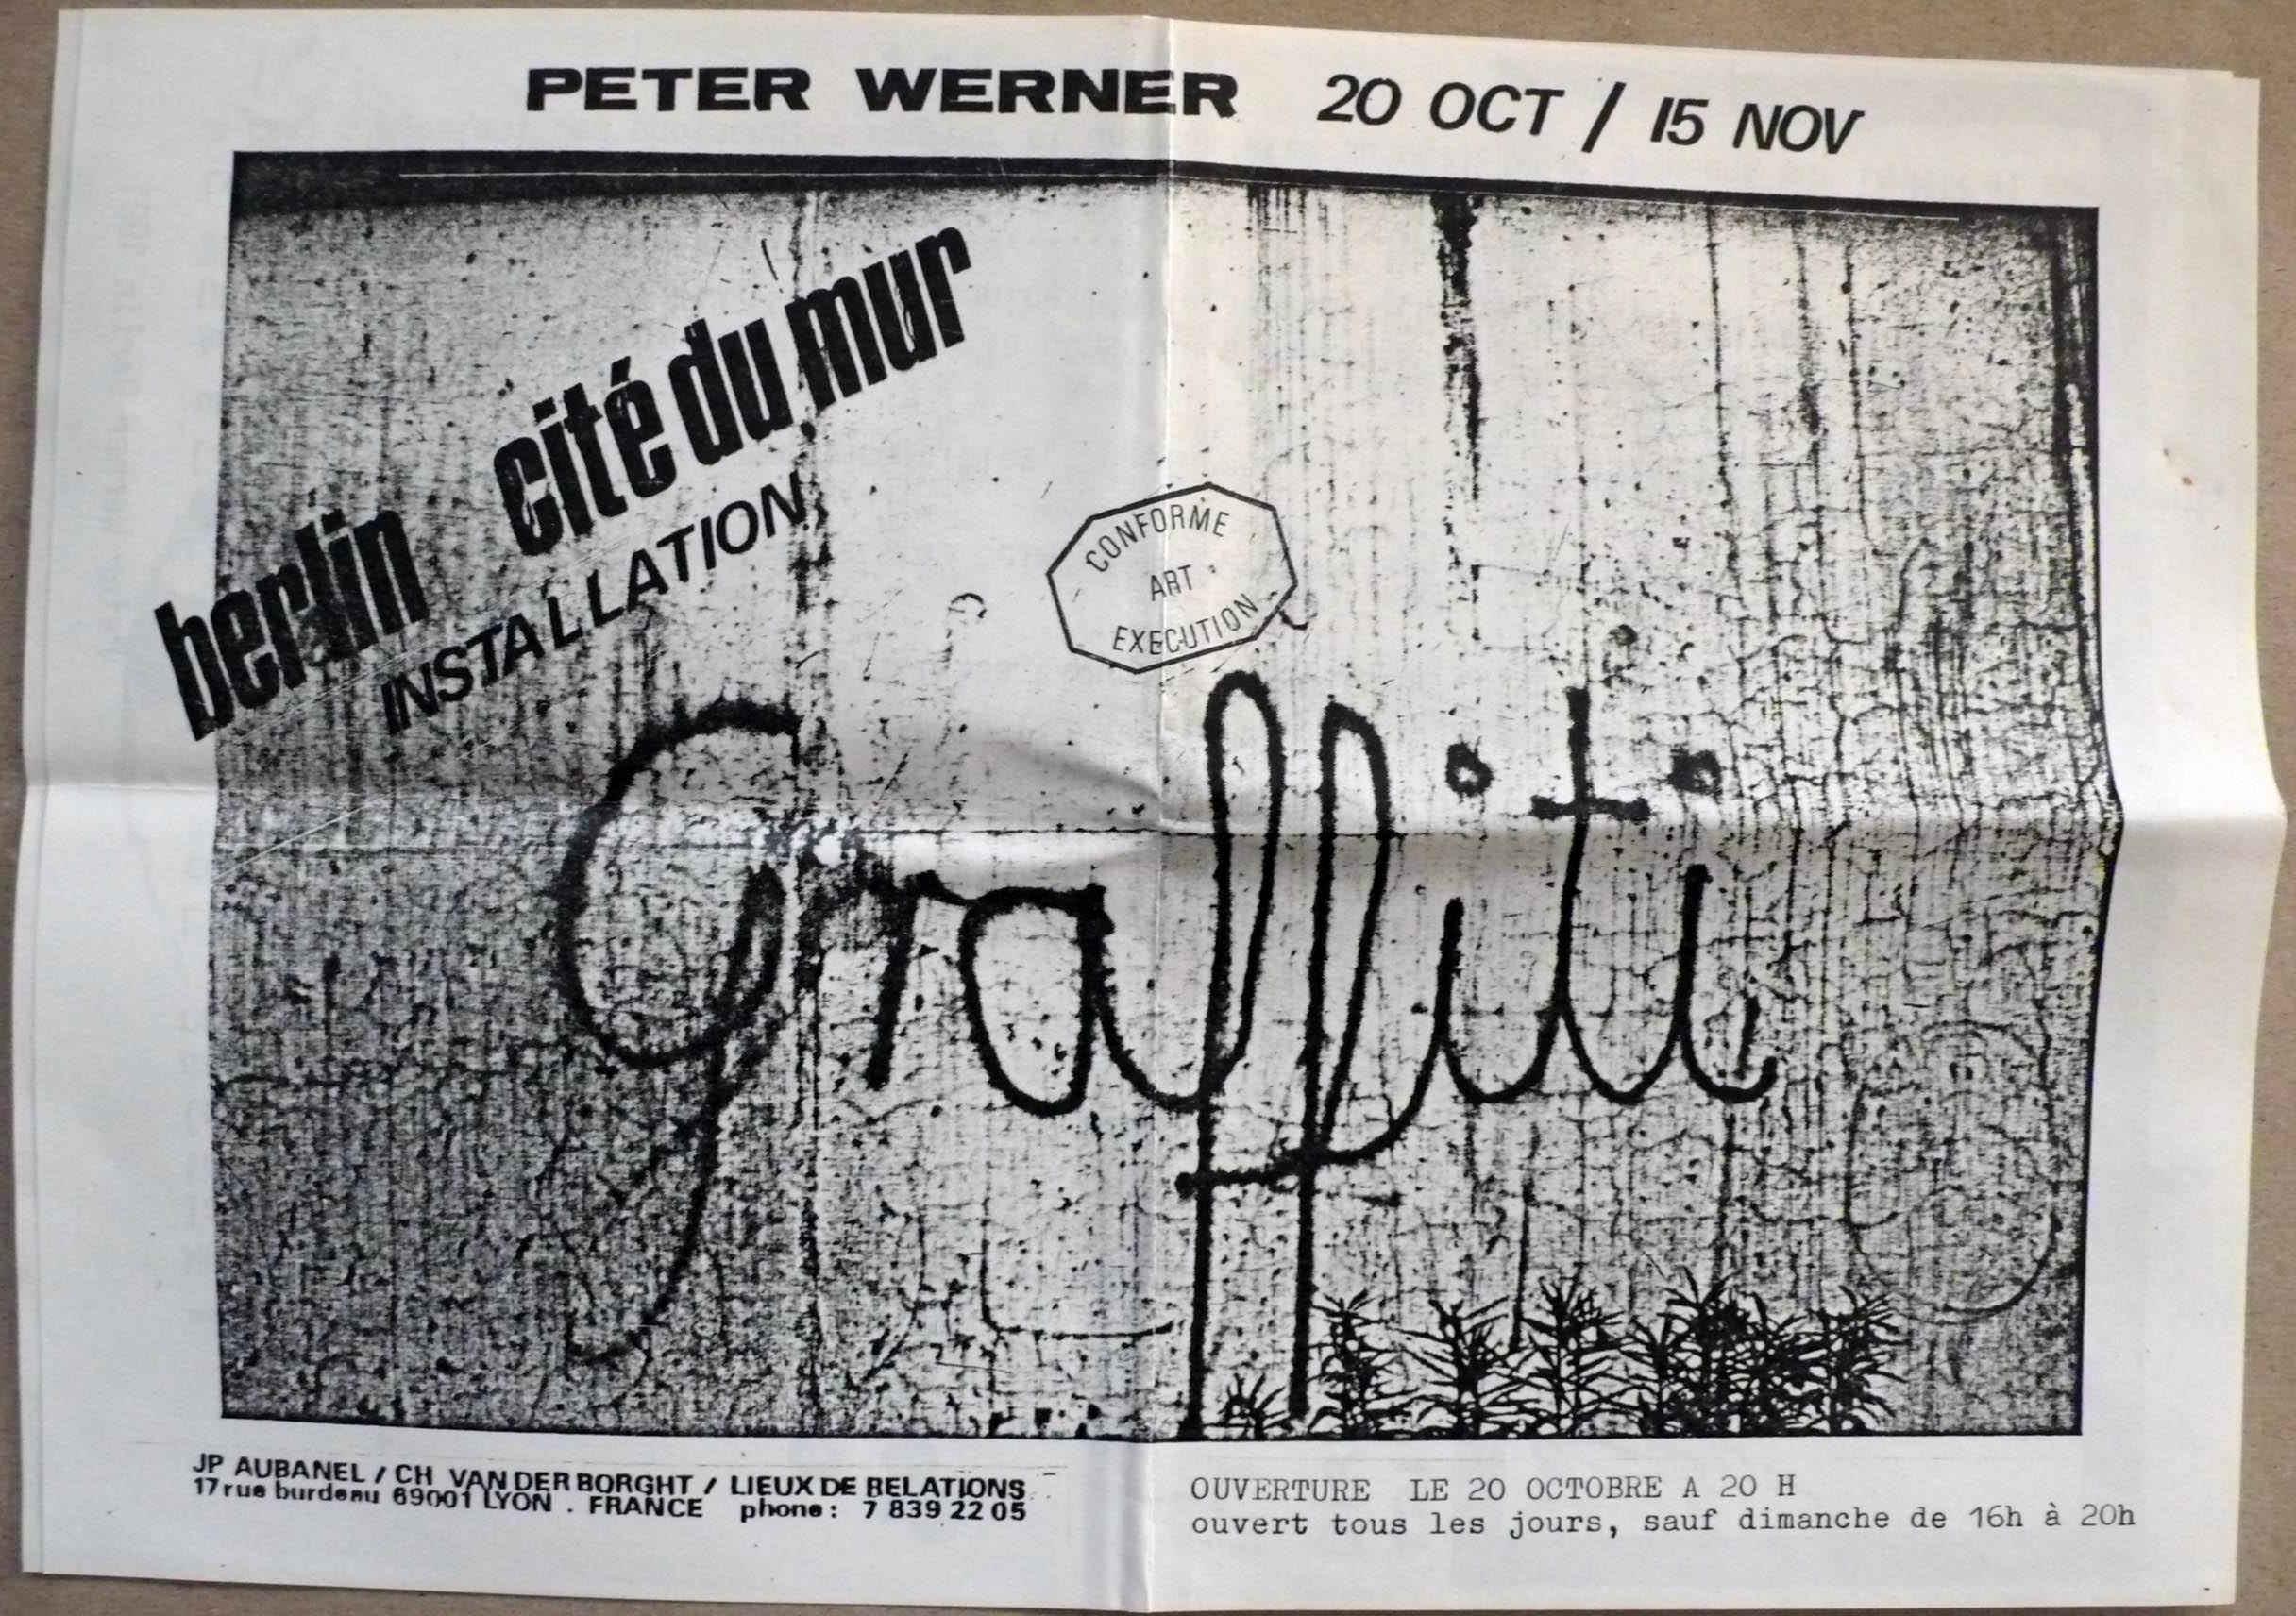 PETER WERNER 20 OCT / 15 NOV
berlin cité du mur
INSTALLATION
CONFORME
ART
EXECUTION
Graffiti
JP AUBANEL / CH VAN DER BORGHT / LIEUX DE RELATIONS
17 rue burdeau 69001 LYON . FRANCE phone : 7 839 22 05
OUVERTURE LE 20 OCTOBRE A 20 H
ouvert tous les jours, sauf dimanche de 16h à 20h